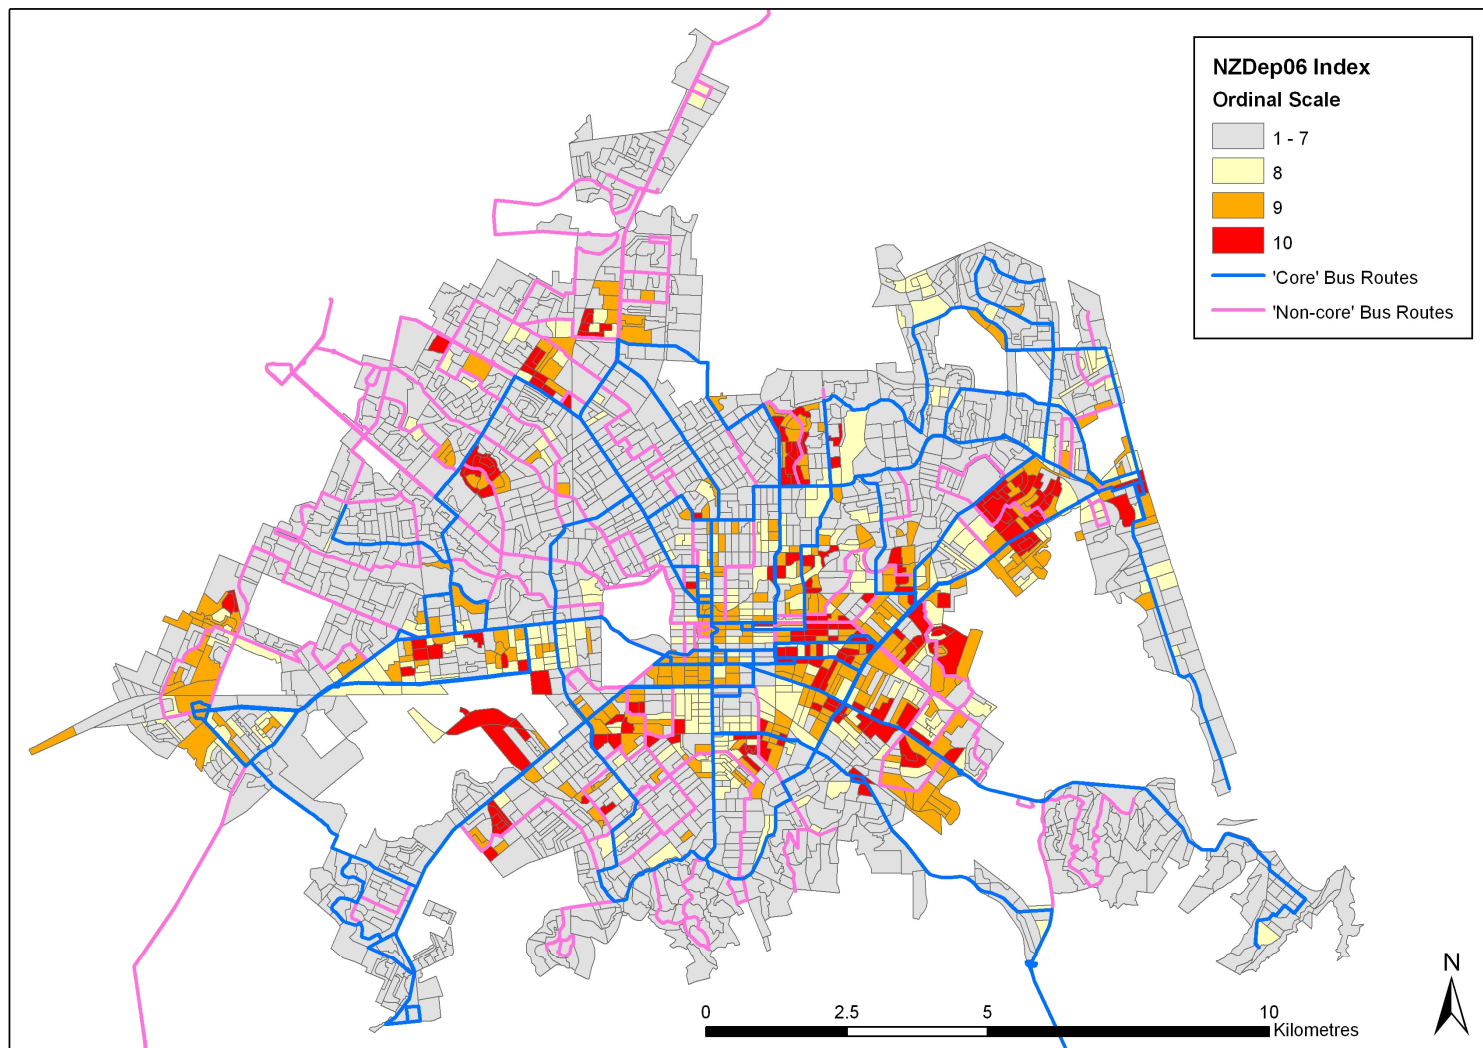 NZDep06 Index
Ordinal Scale
1 - 7
8
9
10
'Core' Bus Routes
'Non-core' Bus Routes
N
0 2.5 5 10
Kilometres